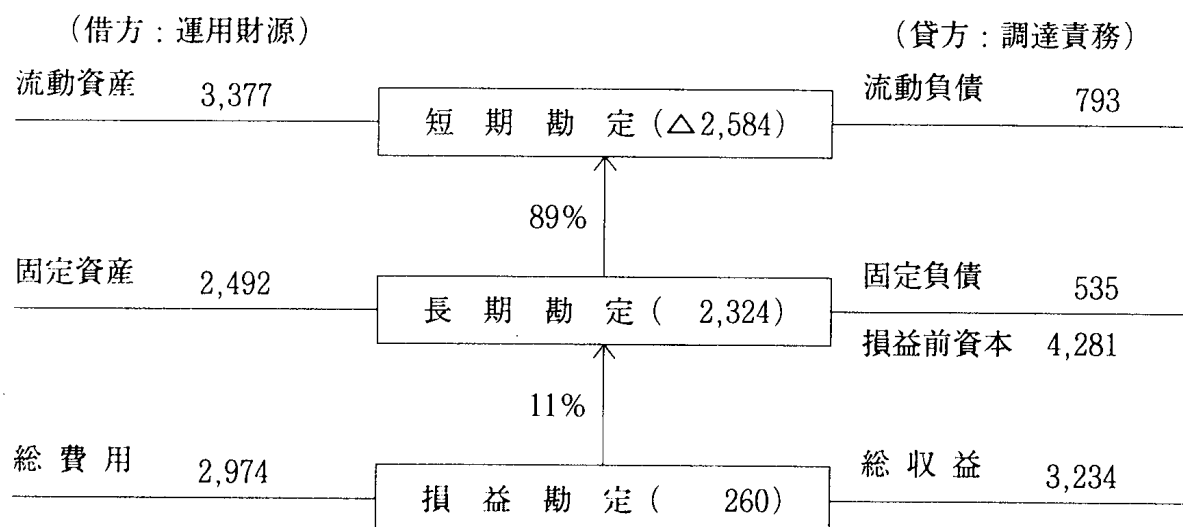 (借方:運用財源) (貸方:調達責務)
流動資産 3,377 短期勘定(△2,584) 流動負債 793
89%
固定資産 2,492 長期勘定( 2,324) 固定負債 535
損益前資本 4,281
11%
総費用 2,974 損益勘定( 260) 総収益 3,234